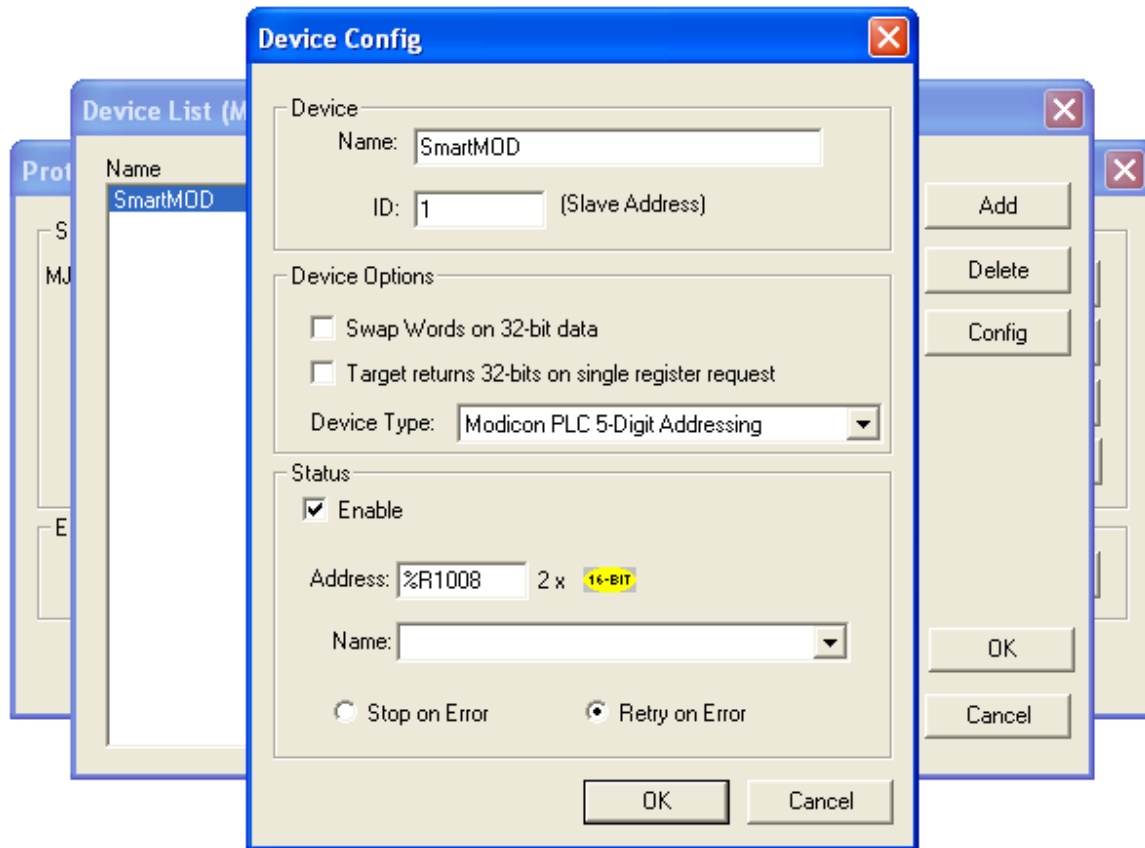 Device Config
Device
Name: SmartMOD
ID: 1 (Slave Address)
Device Options
Swap Words on 32-bit data
Target returns 32-bits on single register request
Device Type: Modicon PLC 5-Digit Addressing
Status
Enable
Address: %R1008 2 x 16-BIT
Name:
Stop on Error Retry on Error
OK Cancel
Device List (M
Name
SmartMOD
Add
Delete
Config
OK
Cancel
Prot
S
MJ
E